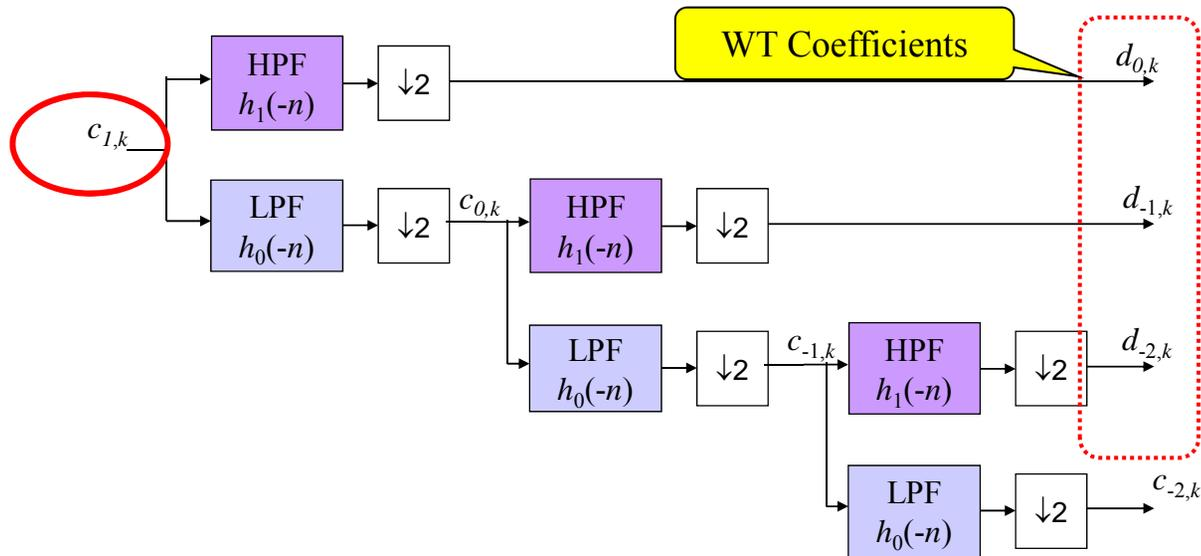 WT Coefficients
d0,k
HPF
h1(-n)
↓2
c1,k
LPF
h0(-n)
↓2
c0,k
HPF
h1(-n)
↓2
d-1,k
LPF
h0(-n)
↓2
c-1,k
HPF
h1(-n)
↓2
d-2,k
LPF
h0(-n)
↓2
c-2,k